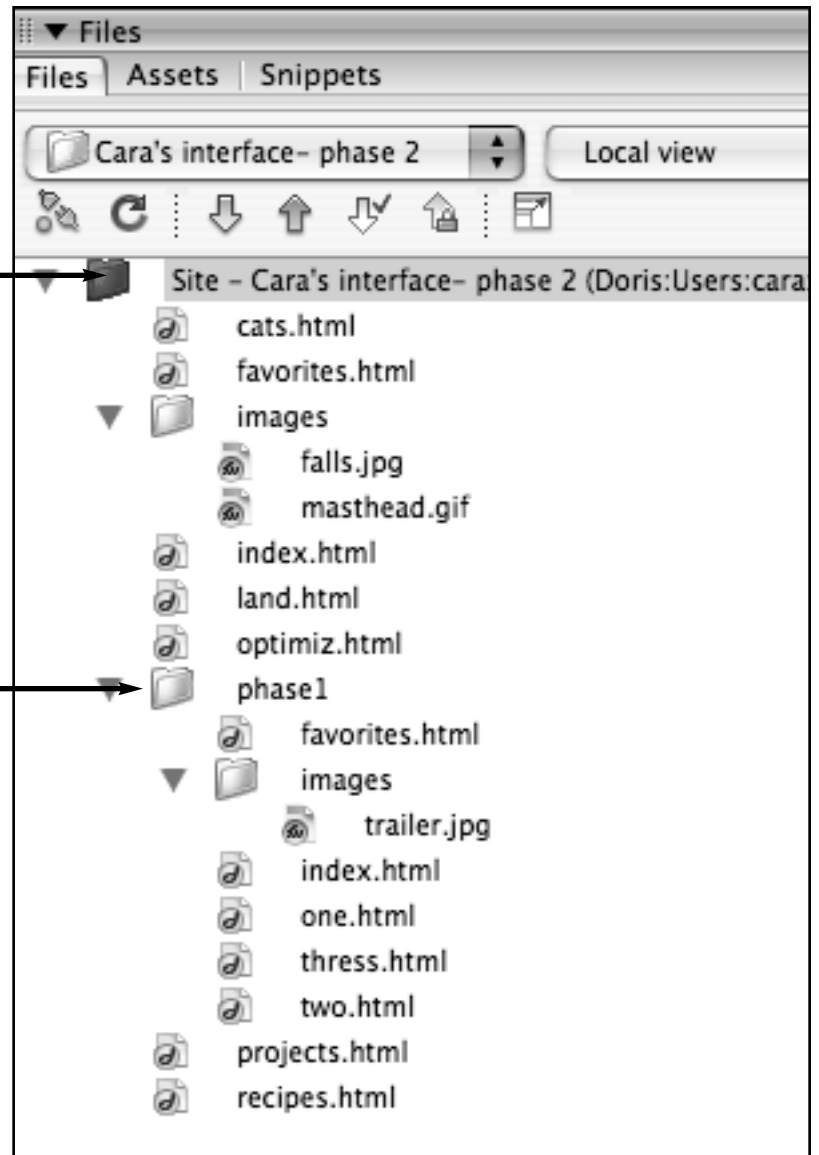 Files
Files Assets Snippets
Cara's interface– phase 2 Local view
Site – Cara's interface– phase 2 (Doris:Users:cara:
cats.html
favorites.html
images
falls.jpg
masthead.gif
index.html
land.html
optimiz.html
phase1
favorites.html
images
trailer.jpg
index.html
one.html
thress.html
two.html
projects.html
recipes.html